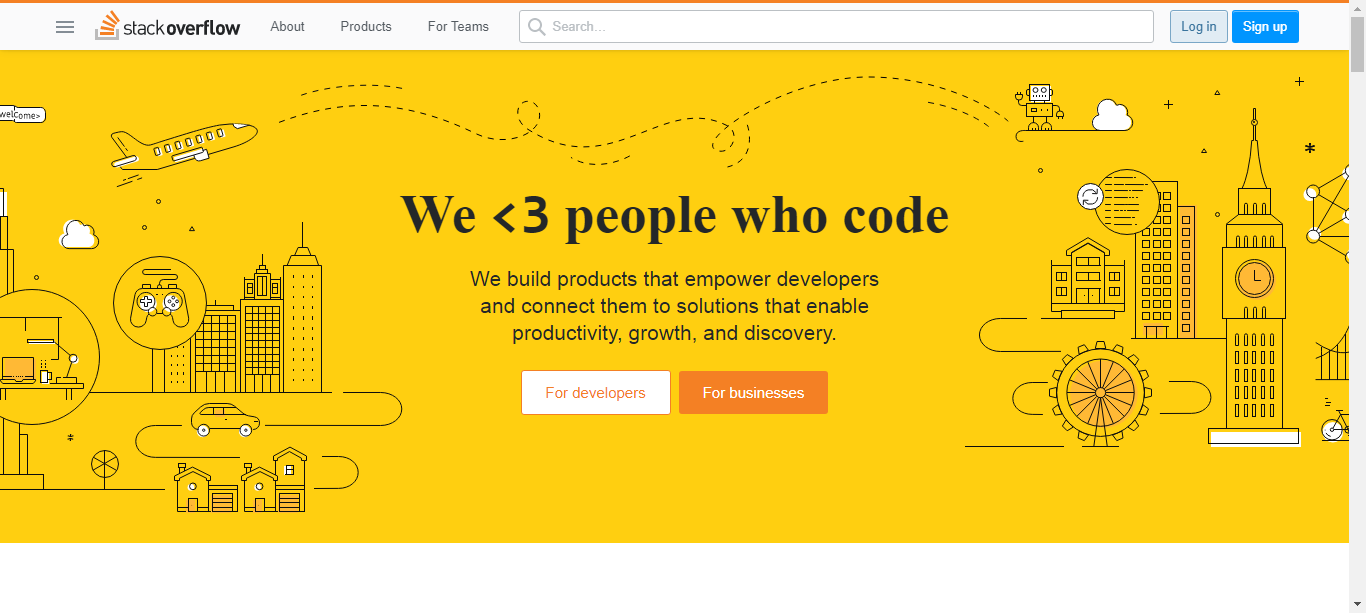 stackoverflow
About
Products
For Teams
Search...
Log in
Sign up
welcome>
We <3 people who code
We build products that empower developers
and connect them to solutions that enable
productivity, growth, and discovery.
For developers
For businesses